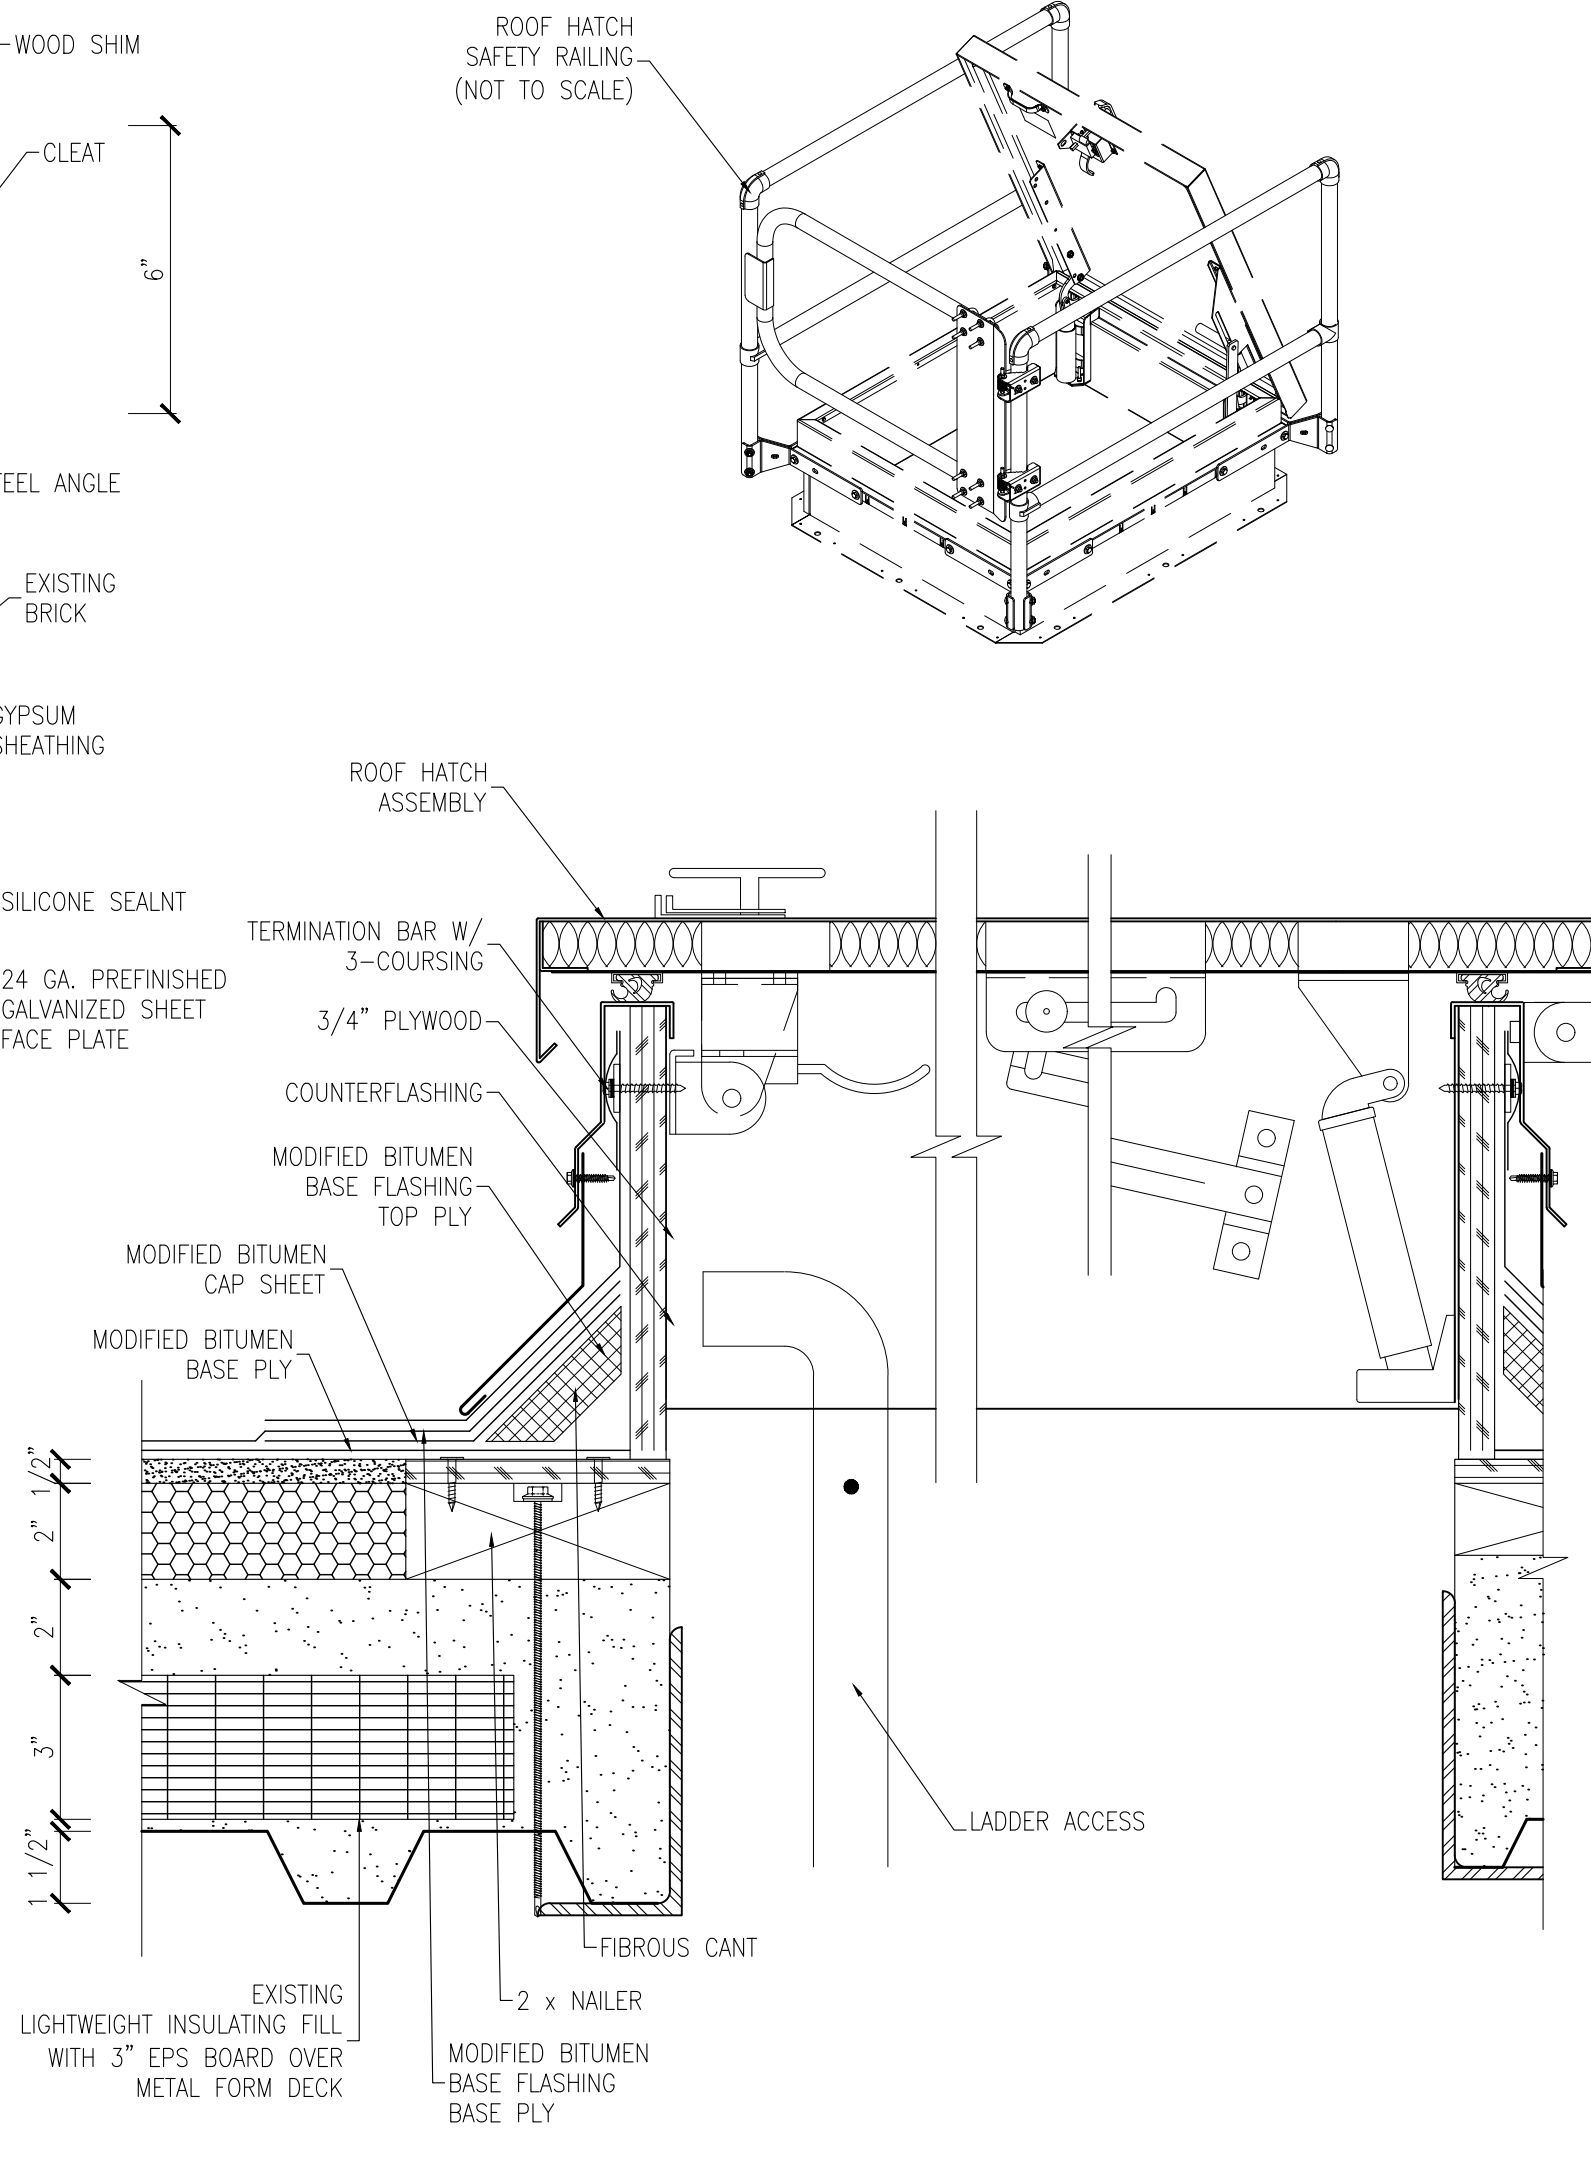 WOOD SHIM
CLEAT
6"
TEEL ANGLE
EXISTING
BRICK
GYPSUM
SHEATHING
SILICONE SEALNT
24 GA. PREFINISHED
GALVANIZED SHEET
FACE PLATE
ROOF HATCH
SAFETY RAILING
(NOT TO SCALE)
ROOF HATCH
ASSEMBLY
TERMINATION BAR W/
3-COURSING
3/4" PLYWOOD
COUNTERFLASHING
MODIFIED BITUMEN
BASE FLASHING
TOP PLY
MODIFIED BITUMEN
CAP SHEET
MODIFIED BITUMEN
BASE PLY
1/2"
2"
2"
3"
1 1/2"
LADDER ACCESS
FIBROUS CANT
2 x NAILER
EXISTING
LIGHTWEIGHT INSULATING FILL
WITH 3" EPS BOARD OVER
METAL FORM DECK
MODIFIED BITUMEN
BASE FLASHING
BASE PLY